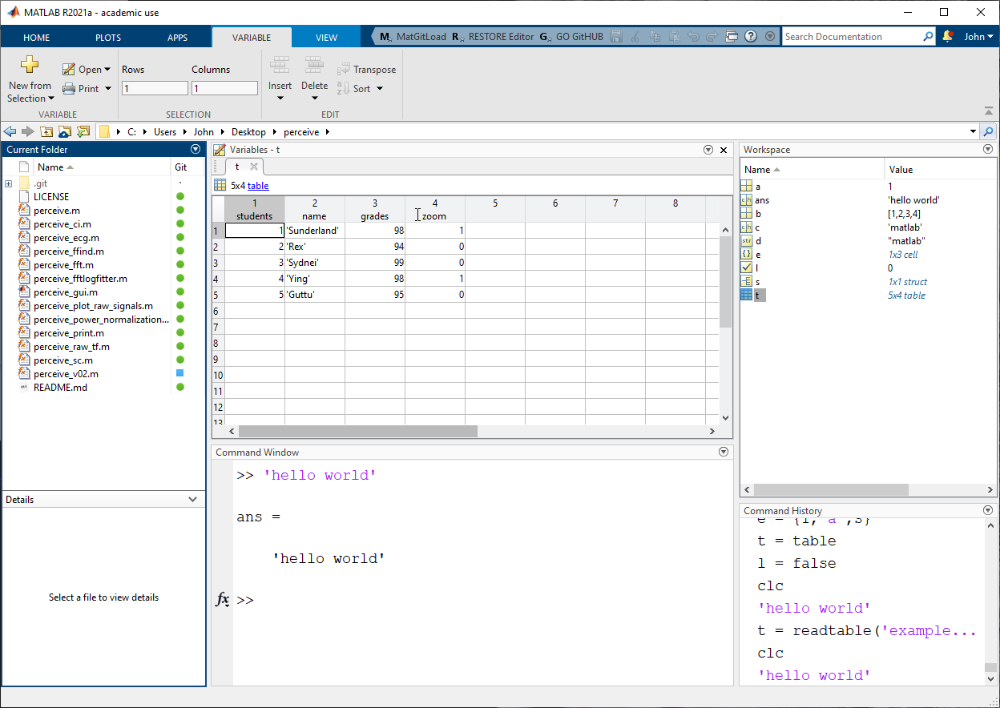 MATLAB R2021a - academic use
HOME PLOTS APPS VARIABLE VIEW M MatGitLoad R RESTORE Editor G GO GitHUB Search Documentation John
New from Selection
Open
Print
VARIABLE
Rows Columns
1 1
SELECTION
Insert Delete Transpose
Sort
EDIT
C: Users John Desktop perceive
Current Folder
Name Git
.git
LICENSE
perceive.m
perceive_ci.m
perceive_ecg.m
perceive_ffind.m
perceive_fft.m
perceive_fftlogfitter.m
perceive_gui.m
perceive_plot_raw_signals.m
perceive_power_normalization...
perceive_print.m
perceive_raw_tf.m
perceive_sc.m
perceive_v02.m
README.md
Details
Select a file to view details
Variables - t
t
5x4 table
1 2 3 4 5 6 7 8
students name grades zoom
1 1 'Sunderland' 98 1
2 2 'Rex' 94 0
3 3 'Sydnei' 99 0
4 4 'Ying' 98 1
5 5 'Guttu' 95 0
6
7
8
9
10
11
12
13
Command Window
>> 'hello world'
ans =
'hello world'
fx >>
Workspace
Name Value
a 1
ans 'hello world'
b [1,2,3,4]
c 'matlab'
d "matlab"
e 1x3 cell
l 0
s 1x1 struct
t 5x4 table
Command History
e = {1,'a',3}
t = table
l = false
clc
'hello world'
t = readtable('example...
clc
'hello world'